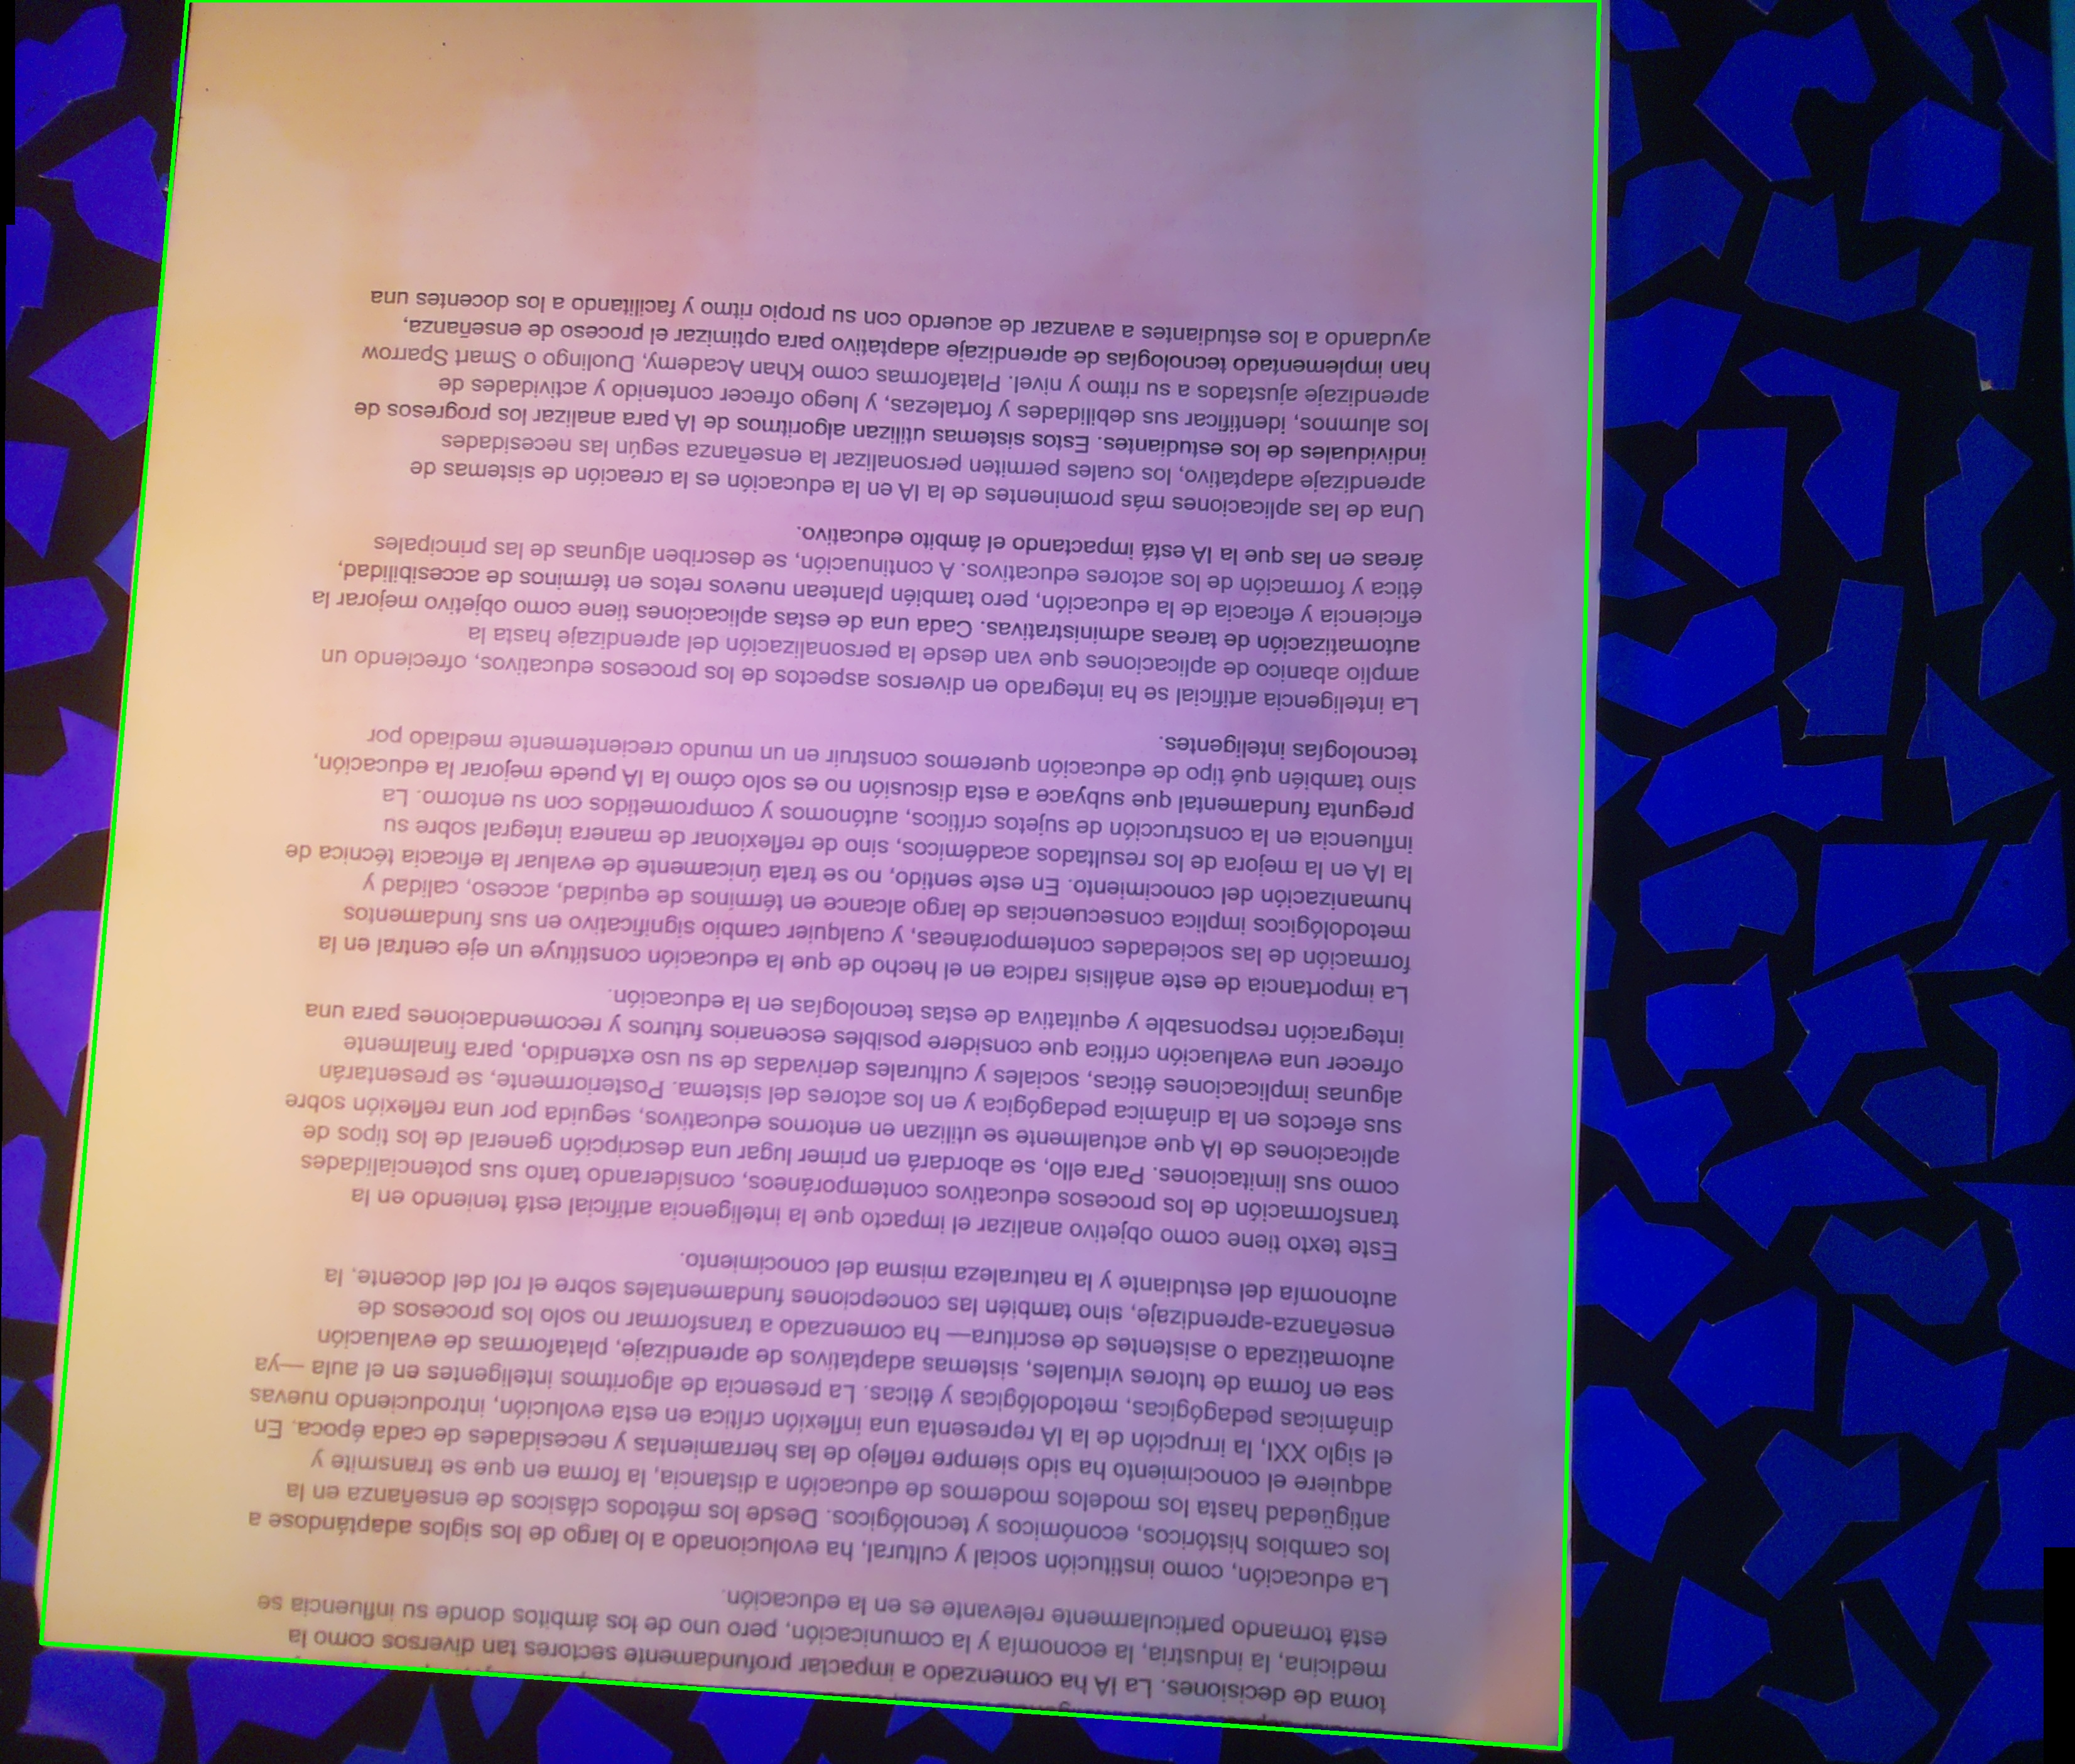 toma de decisiones. La IA ha comenzado a impactar profundamente sectores tan diversos como la
medicina, la industria, la economía y la comunicación, pero uno de los ámbitos donde su influencia se
está tornando particularmente relevante es en la educación.
La educación, como institución social y cultural, ha evolucionado a lo largo de los siglos adaptándose a
los cambios históricos, económicos y tecnológicos. Desde los métodos clásicos de enseñanza en la
antigüedad hasta los modelos modernos de educación a distancia, la forma en que se transmite y
adquiere el conocimiento ha sido siempre reflejo de las herramientas y necesidades de cada época. En
el siglo XXI, la irrupción de la IA representa una inflexión crítica en esta evolución, introduciendo nuevas
dinámicas pedagógicas, metodológicas y éticas. La presencia de algoritmos inteligentes en el aula —ya
sea en forma de tutores virtuales, sistemas adaptativos de aprendizaje, plataformas de evaluación
automatizada o asistentes de escritura— ha comenzado a transformar no solo los procesos de
enseñanza-aprendizaje, sino también las concepciones fundamentales sobre el rol del docente, la
autonomía del estudiante y la naturaleza misma del conocimiento.
Este texto tiene como objetivo analizar el impacto que la inteligencia artificial está teniendo en la
transformación de los procesos educativos contemporáneos, considerando tanto sus potencialidades
como sus limitaciones. Para ello, se abordará en primer lugar una descripción general de los tipos de
aplicaciones de IA que actualmente se utilizan en entornos educativos, seguida por una reflexión sobre
sus efectos en la dinámica pedagógica y en los actores del sistema. Posteriormente, se presentarán
algunas implicaciones éticas, sociales y culturales derivadas de su uso extendido, para finalmente
ofrecer una evaluación crítica que considere posibles escenarios futuros y recomendaciones para una
integración responsable y equitativa de estas tecnologías en la educación.
La importancia de este análisis radica en el hecho de que la educación constituye un eje central en la
formación de las sociedades contemporáneas, y cualquier cambio significativo en sus fundamentos
metodológicos implica consecuencias de largo alcance en términos de equidad, acceso, calidad y
humanización del conocimiento. En este sentido, no se trata únicamente de evaluar la eficacia técnica de
la IA en la mejora de los resultados académicos, sino de reflexionar de manera integral sobre su
influencia en la construcción de sujetos críticos, autónomos y comprometidos con su entorno. La
pregunta fundamental que subyace a esta discusión no es solo cómo la IA puede mejorar la educación,
sino también qué tipo de educación queremos construir en un mundo crecientemente mediado por
tecnologías inteligentes.
La inteligencia artificial se ha integrado en diversos aspectos de los procesos educativos, ofreciendo un
amplio abanico de aplicaciones que van desde la personalización del aprendizaje hasta la
automatización de tareas administrativas. Cada una de estas aplicaciones tiene como objetivo mejorar la
eficiencia y eficacia de la educación, pero también plantean nuevos retos en términos de accesibilidad,
ética y formación de los actores educativos. A continuación, se describen algunas de las principales
áreas en las que la IA está impactando el ámbito educativo.
Una de las aplicaciones más prominentes de la IA en la educación es la creación de sistemas de
aprendizaje adaptativo, los cuales permiten personalizar la enseñanza según las necesidades
individuales de los estudiantes. Estos sistemas utilizan algoritmos de IA para analizar los progresos de
los alumnos, identificar sus debilidades y fortalezas, y luego ofrecer contenido y actividades de
aprendizaje ajustados a su ritmo y nivel. Plataformas como Khan Academy, Duolingo o Smart Sparrow
han implementado tecnologías de aprendizaje adaptativo para optimizar el proceso de enseñanza,
ayudando a los estudiantes a avanzar de acuerdo con su propio ritmo y facilitando a los docentes una